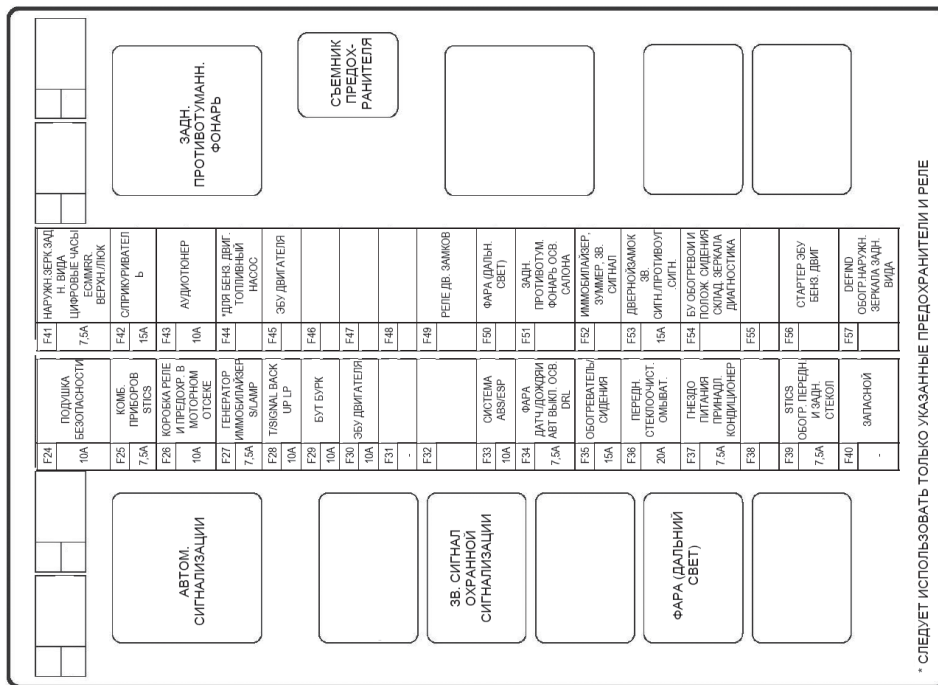 АВТОМ.
СИГНАЛИЗАЦИИ
ЗВ. СИГНАЛ
ОХРАННОЙ
СИГНАЛИЗАЦИИ
ФАРА (ДАЛЬНИЙ
СВЕТ)
F24
10A
ПОДУШКА
БЕЗОПАСНОСТИ
F25
7,5A
КОМБ.
ПРИБОРОВ
STICS
F26
10A
КОРОБКА РЕЛЕ
И ПРЕДОХР. В
МОТОРНОМ
ОТСЕКЕ
F27
7,5A
ГЕНЕРАТОР
ИММОБИЛАЙЗЕР
S/LAMP
F28
10A
T/SIGNAL BACK
UP LP
F29
10A
БУТ БУРК
F30
10A
ЭБУ ДВИГАТЕЛЯ
F31
-
F32
F33
10A
СИСТЕМА
ABS/ESP
F34
7,5A
ФАРА
ДАТЧ./ДОЖДЯИ
АВТ ВЫКЛ. ОСВ.
DRL
F35
15A
ОБОГРЕВАТЕЛЬ/
СИДЕНИЯ
F36
20A
ПЕРЕДН.
СТЕКЛООЧИСТ.
ОМЫВАТ.
F37
7.5A
ГНЕЗДО
ПИТАНИЯ
ПРИНАДЛ.
КОНДИЦИОНЕР
F38
F39
7,5A
STICS
ОБОГР. ПЕРЕДН.
И ЗАДН.
СТЕКОЛ
F40
-
ЗАПАСНОЙ
F41
7,5A
НАРУЖН.ЗЕРК.ЗАД
Н. ВИДА
ЦИФРОВЫЕ ЧАСЫ
ECMMRR.
ВЕРХН.ЛЮК
F42
15A
С/ПРИКУРИВАТЕЛ
Ь
F43
10A
АУДИОТЮНЕР
F44
*ДЛЯ БЕНЗ. ДВИГ.
ТОПЛИВНЫЙ
НАСОС
F45
ЭБУ ДВИГАТЕЛЯ
F46
F47
F48
F49
РЕЛЕ ДВ. ЗАМКОВ
F50
ФАРА (ДАЛЬН.
СВЕТ)
F51
ЗАДН.
ПРОТИВОТУМ.
ФОНАРЬ ОСВ.
САЛОНА
F52
ИММОБИЛАЙЗЕР,
ЗУММЕР, ЗВ.
СИГНАЛ
F53
15A
ДВЕРНОЙЗАМОК
ЗВ.
СИГН./ПРОТИВОУГ
.СИГН.
F54
БУ ОБОГРЕВОМ И
ПОЛОЖ. СИДЕНИЯ
СКЛАД. ЗЕРКАЛА
ДИАГНОСТИКА
F55
F56
СТАРТЕР ЭБУ
БЕНЗ. ДВИГ
F57
DEFIND
ОБОГР.НАРУЖН.
ЗЕРКАЛА ЗАДН.
ВИДА
ЗАДН.
ПРОТИВОТУМАНН.
ФОНАРЬ
СЪЕМНИК
ПРЕДОХ-
РАНИТЕЛЯ
* СЛЕДУЕТ ИСПОЛЬЗОВАТЬ ТОЛЬКО УКАЗАННЫЕ ПРЕДОХРАНИТЕЛИ И РЕЛЕ